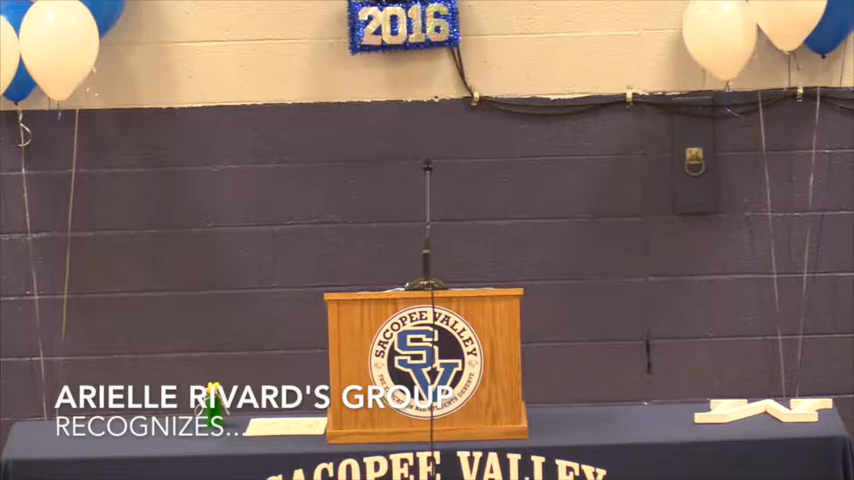 2016
SACOPEE VALLEY
SV
ARIELLE RIVARD'S GROUP
RECOGNIZES...
SACOPEE VALLEY